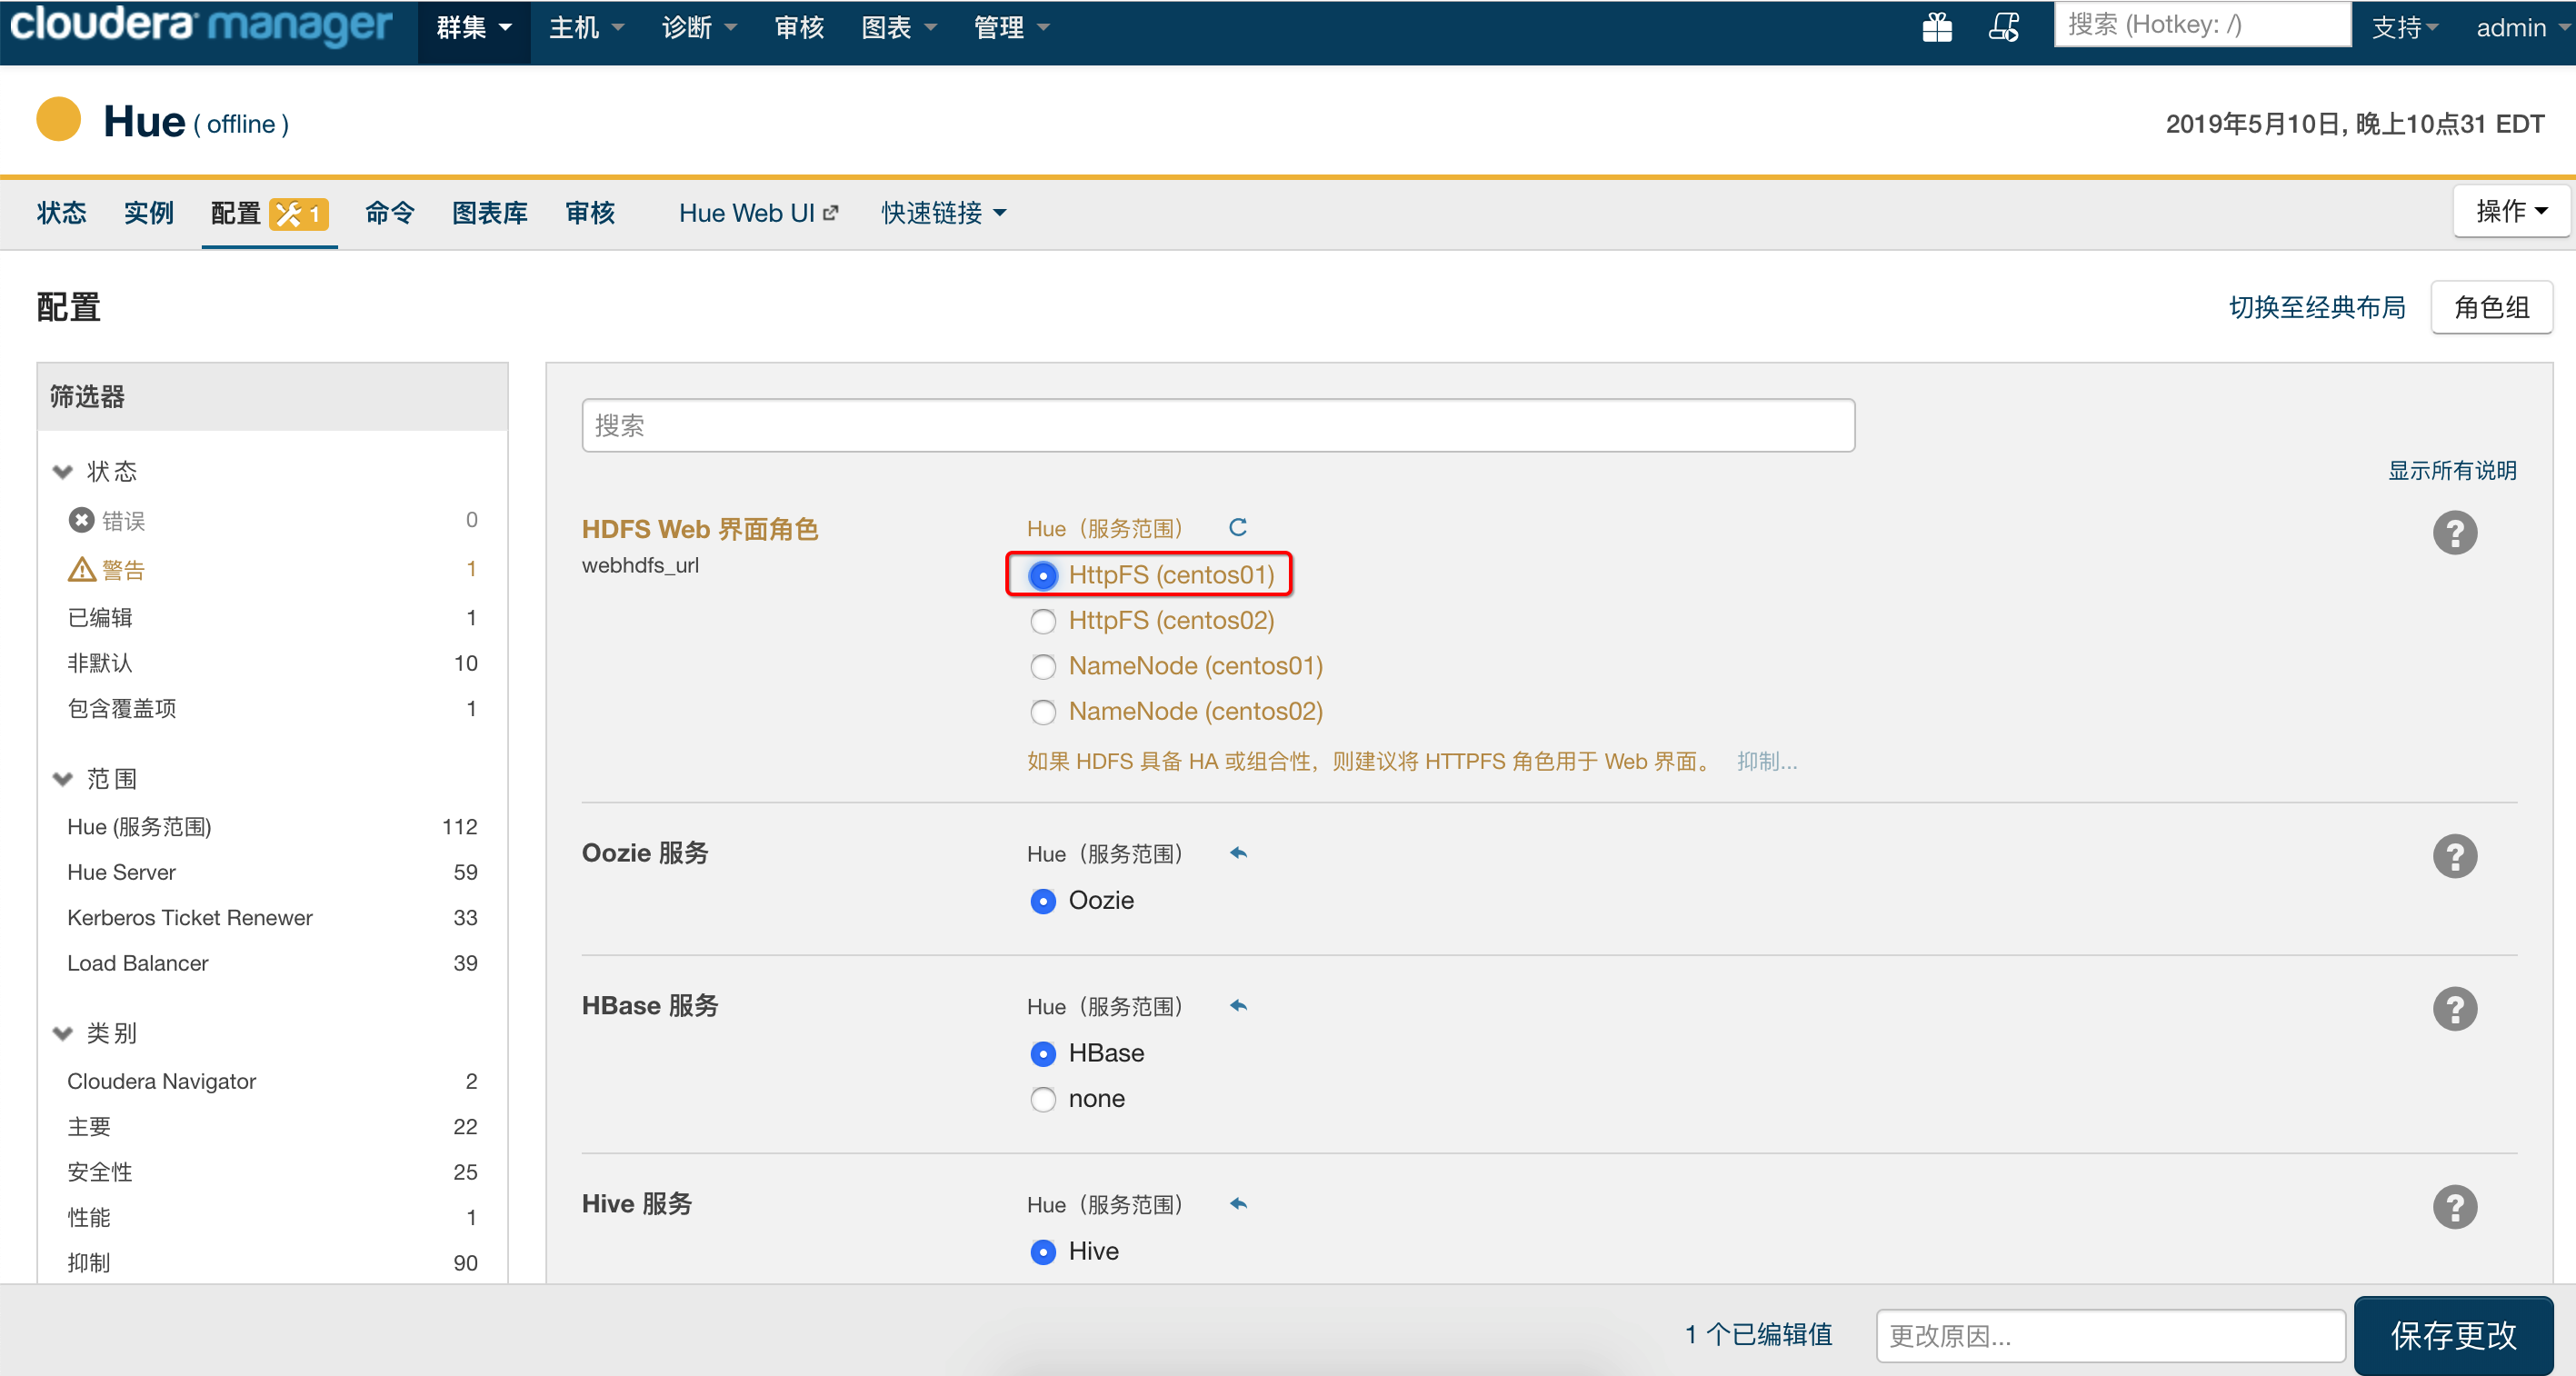 cloudera manager 群集 主机 诊断 审核 图表 管理 搜索 (Hotkey: /) 支持 admin
Hue ( offline )
2019年5月10日, 晚上10点31 EDT
状态 实例 配置 1 命令 图表库 审核 Hue Web UI 快速链接 操作
配置
切换至经典布局 角色组
筛选器
状态
错误 0
警告 1
已编辑 1
非默认 10
包含覆盖项 1
范围
Hue (服务范围) 112
Hue Server 59
Kerberos Ticket Renewer 33
Load Balancer 39
类别
Cloudera Navigator 2
主要 22
安全性 25
性能 1
抑制 90
搜索
显示所有说明
HDFS Web 界面角色 Hue（服务范围）
webhdfs_url
HttpFS (centos01)
HttpFS (centos02)
NameNode (centos01)
NameNode (centos02)
如果 HDFS 具备 HA 或组合性，则建议将 HTTPFS 角色用于 Web 界面。 抑制...
Oozie 服务 Hue（服务范围）
Oozie
HBase 服务 Hue（服务范围）
HBase
none
Hive 服务 Hue（服务范围）
Hive
1 个已编辑值 更改原因... 保存更改